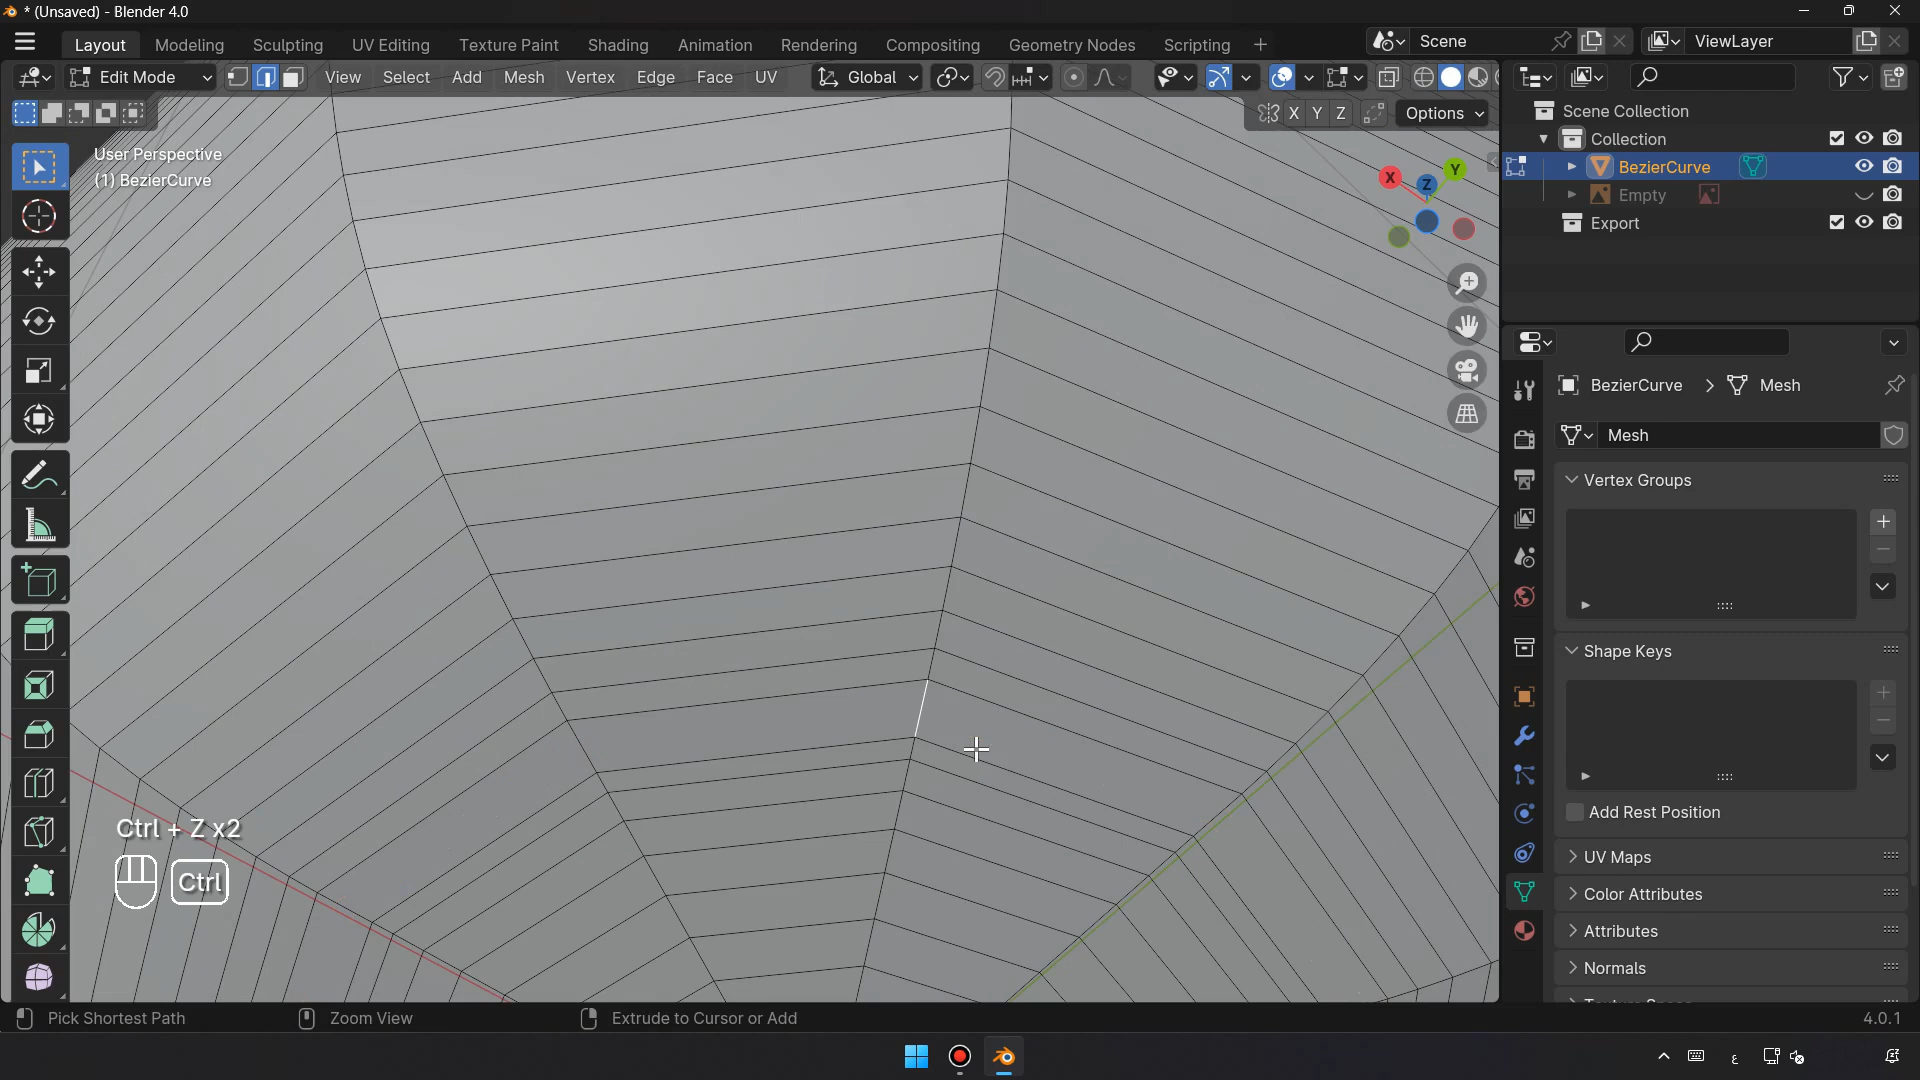 * (Unsaved) - Blender 4.0
Layout Modeling Sculpting UV Editing Texture Paint Shading Animation Rendering Compositing Geometry Nodes Scripting +
Scene
ViewLayer
Edit Mode View Select Add Mesh Vertex Edge Face UV Global
X Y Z Options
User Perspective
(1) BezierCurve
X Y Z
Scene Collection
Collection
BezierCurve
Empty
Export
BezierCurve > Mesh
Mesh
Vertex Groups
Shape Keys
Add Rest Position
UV Maps
Color Attributes
Attributes
Normals
Ctrl + Z x2
Ctrl
Pick Shortest Path Zoom View Extrude to Cursor or Add 4.0.1
ع